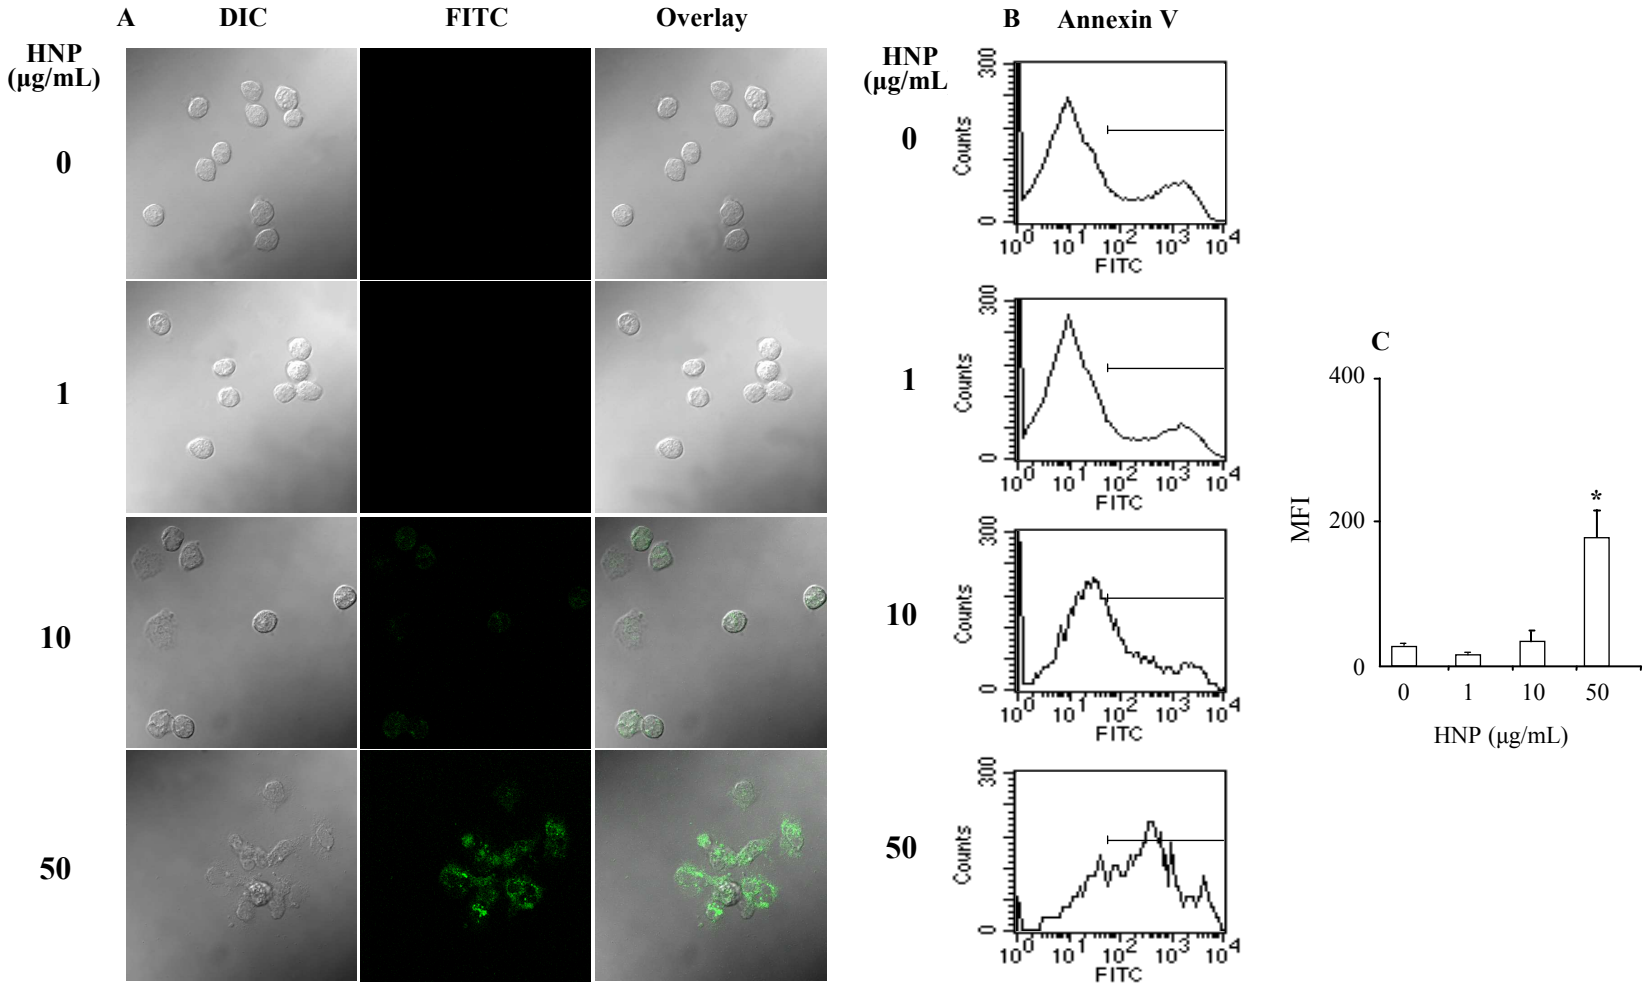 A DIC FITC Overlay
HNP
(μg/mL)
0
1
10
50
B Annexin V
HNP
(μg/mL
0
300
Counts
0
10^0 10^1 10^2 10^3 10^4
FITC
1
300
Counts
0
10^0 10^1 10^2 10^3 10^4
FITC
10
300
Counts
0
10^0 10^1 10^2 10^3 10^4
FITC
50
300
Counts
0
10^0 10^1 10^2 10^3 10^4
FITC
C
400
200
0
MFI
*
0 1 10 50
HNP (μg/mL)